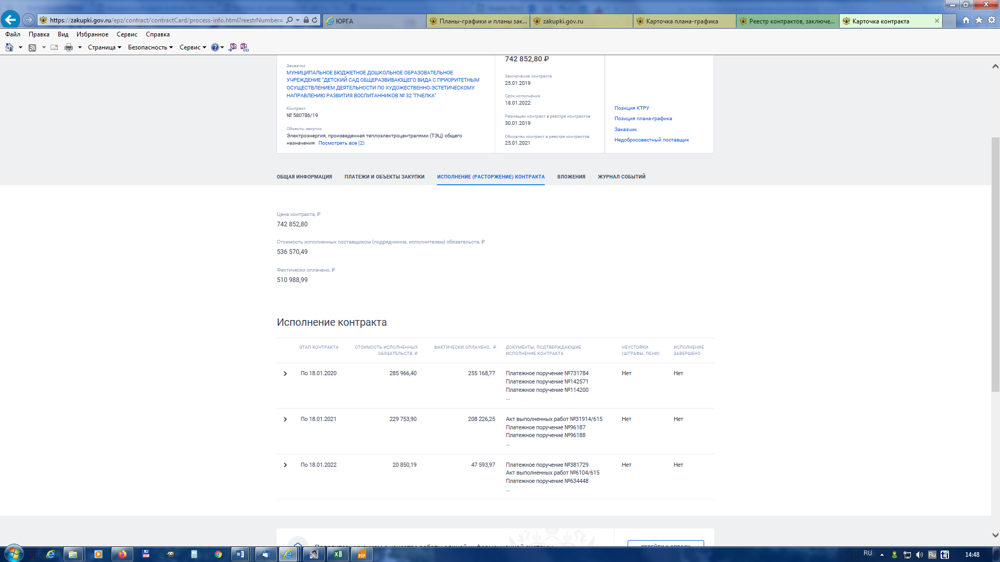 https://zakupki.gov.ru/epz/contract/contractCard/process-info.html?reestrNumber=
ЮРГА
Планы-графики и планы зак...
zakupki.gov.ru
Карточка плана-графика
Реестр контрактов, заключе...
Карточка контракта
Файл Правка Вид Избранное Сервис Справка
Страница Безопасность Сервис
742 852,80 ₽
Заказчик
МУНИЦИПАЛЬНОЕ БЮДЖЕТНОЕ ДОШКОЛЬНОЕ ОБРАЗОВАТЕЛЬНОЕ
УЧРЕЖДЕНИЕ "ДЕТСКИЙ САД ОБЩЕРАЗВИВАЮЩЕГО ВИДА С ПРИОРИТЕТНЫМ
ОСУЩЕСТВЛЕНИЕМ ДЕЯТЕЛЬНОСТИ ПО ХУДОЖЕСТВЕННО-ЭСТЕТИЧЕСКОМУ
НАПРАВЛЕНИЮ РАЗВИТИЯ ВОСПИТАННИКОВ № 32 "ПЧЕЛКА"
Контракт
№ 580786/19
Объекты закупки
Электроэнергия, произведенная теплоэлектроцентралями (ТЭЦ) общего
назначения Посмотреть все (2)
Заключение контракта
25.01.2019
Срок исполнения
18.01.2022
Размещен контракт в реестре контрактов
30.01.2019
Обновлен контракт в реестре контрактов
25.01.2021
Позиция КТРУ
Позиция плана-графика
Заказчик
Недобросовестный поставщик
ОБЩАЯ ИНФОРМАЦИЯ ПЛАТЕЖИ И ОБЪЕКТЫ ЗАКУПКИ ИСПОЛНЕНИЕ (РАСТОРЖЕНИЕ) КОНТРАКТА ВЛОЖЕНИЯ ЖУРНАЛ СОБЫТИЙ
Цена контракта, ₽
742 852,80
Стоимость исполненных поставщиком (подрядчиком, исполнителем) обязательств, ₽
536 570,49
Фактически оплачено, ₽
510 988,99
Исполнение контракта
ЭТАП КОНТРАКТА
СТОИМОСТЬ ИСПОЛНЕННЫХ
ОБЯЗАТЕЛЬСТВ, ₽
ФАКТИЧЕСКИ ОПЛАЧЕНО, ₽
ДОКУМЕНТЫ, ПОДТВЕРЖДАЮЩИЕ
ИСПОЛНЕНИЕ КОНТРАКТА
НЕУСТОЙКИ
(ШТРАФЫ, ПЕНИ)
ИСПОЛНЕНИЕ
ЗАВЕРШЕНО
По 18.01.2020 285 966,40 255 168,77 Платежное поручение №731784 Нет Нет
Платежное поручение №142571
Платежное поручение №114200
...
По 18.01.2021 229 753,90 208 226,25 Акт выполненных работ №31914/615 Нет Нет
Платежное поручение №96187
Платежное поручение №96188
...
По 18.01.2022 20 850,19 47 593,97 Платежное поручение №381729 Нет Нет
Акт выполненных работ №6104/615
Платежное поручение №634448
...
RU
Ru
14:48